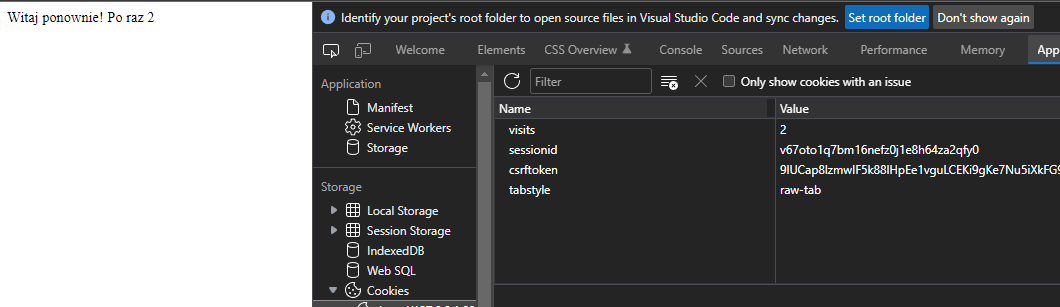 Witaj ponownie! Po raz 2
Identify your project's root folder to open source files in Visual Studio Code and sync changes. Set root folder Don't show again
Welcome Elements CSS Overview Console Sources Network Performance Memory App
Application
Manifest
Service Workers
Storage
Storage
Local Storage
Session Storage
IndexedDB
Web SQL
Cookies
Filter Only show cookies with an issue
Name Value
visits 2
sessionid v67oto1q7bm16nefz0j1e8h64za2qfy0
csrftoken
tabstyle raw-tab